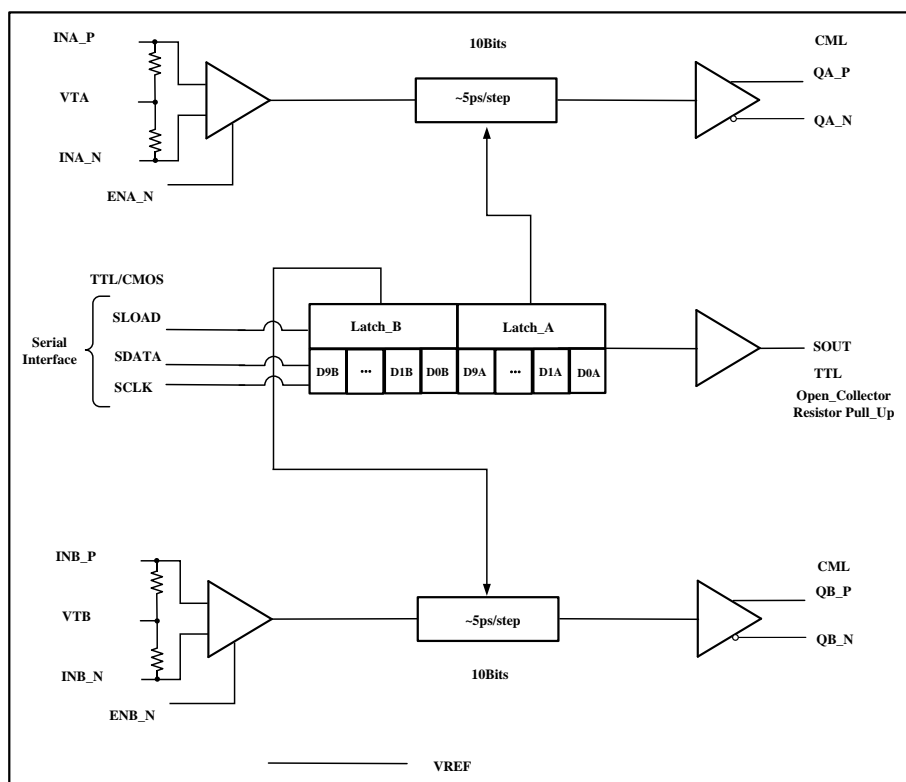 INA_P
VTA
INA_N
ENA_N
10Bits
~5ps/step
CML
QA_P
QA_N
TTL/CMOS
Serial
Interface
SLOAD
SDATA
SCLK
Latch_B
Latch_A
D9B
...
D1B
D0B
D9A
...
D1A
D0A
SOUT
TTL
Open_Collector
Resistor Pull_Up
INB_P
VTB
INB_N
ENB_N
~5ps/step
10Bits
CML
QB_P
QB_N
VREF